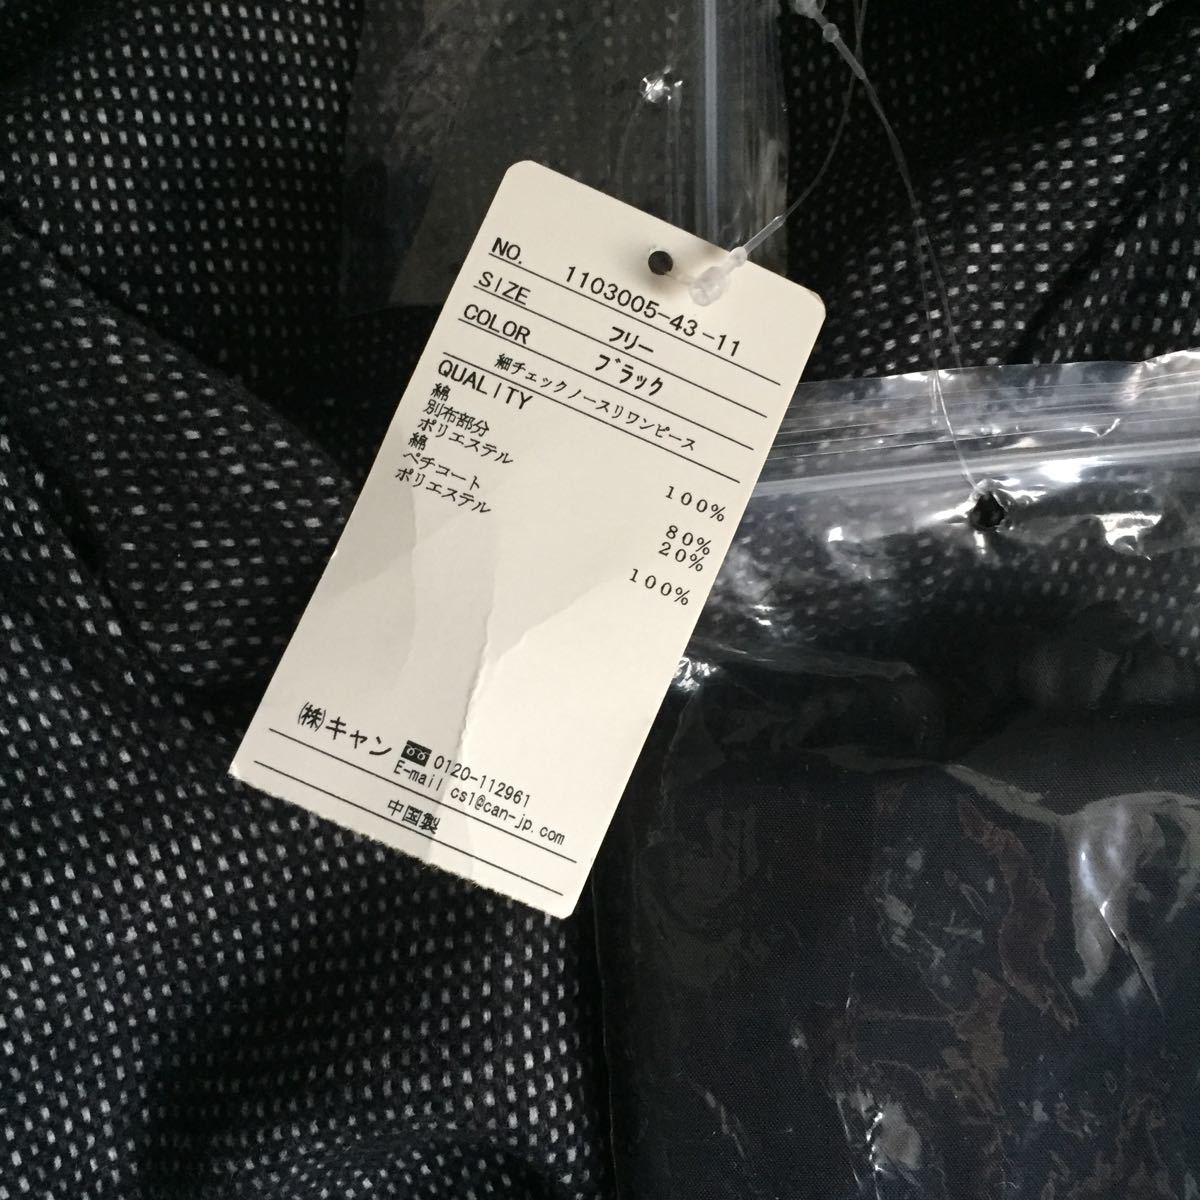 NO. 1103005-43-11
SIZE フリー
COLOR ブラック
細チェックノースリワンピース
QUALITY
綿 100%
別布部分
ポリエステル 80%
綿 20%
ペチコート
ポリエステル 100%
㈱キャン 0120-112961
E-mail cs1@can-jp.com
中国製